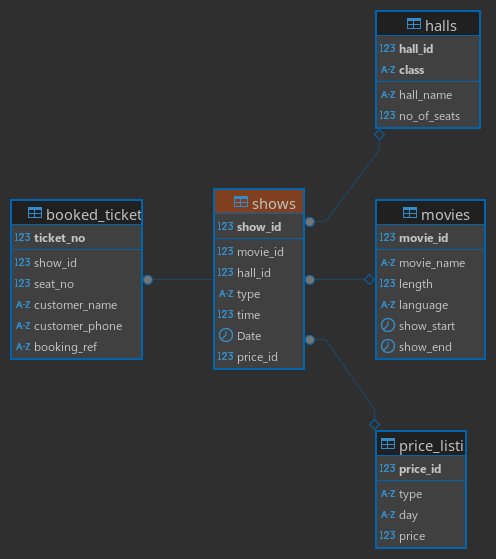 halls
123 hall_id
A-Z class
A-Z hall_name
123 no_of_seats
booked_ticket
123 ticket_no
123 show_id
123 seat_no
A-Z customer_name
A-Z customer_phone
A-Z booking_ref
shows
123 show_id
123 movie_id
123 hall_id
A-Z type
123 time
Date
123 price_id
movies
123 movie_id
A-Z movie_name
123 length
A-Z language
show_start
show_end
price_listi
123 price_id
A-Z type
A-Z day
123 price